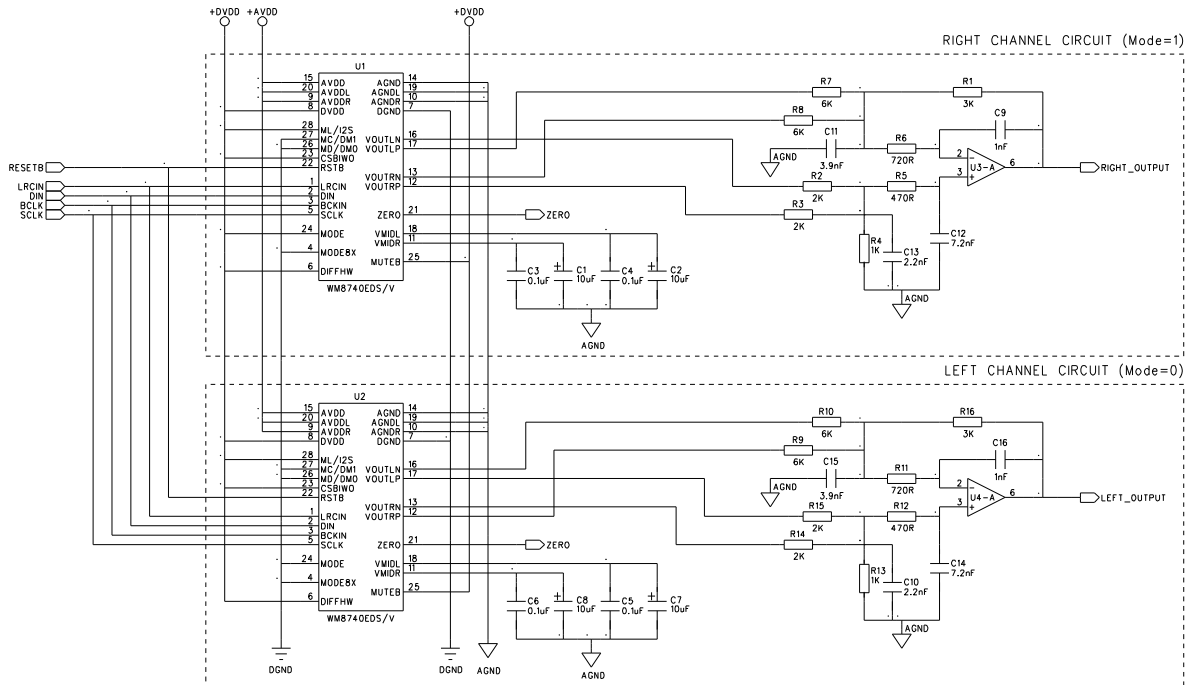 +DVDD +AVDD +DVDD
RIGHT CHANNEL CIRCUIT (Mode=1)
U1
15 AVDD AGND 14
20 AVDDL AGNDL 19
9 AVDDR AGNDR 10
8 DVDD DGND 7
28 ML/I2S
27 MC/DM1 VOUTLN 16
26 MD/DM0 VOUTLP 17
23 CSBIWO
22 RSTB
VOUTRN 13
1 LRCIN VOUTRP 12
2 DIN
3 BCKIN
5 SCLK ZERO 21 ZERO
24 MODE VMIDL 18
VMIDR 11
4 MODE8X
MUTEB 25
6 DIFFHW
WM8740EDS/V
RESETB
LRCIN
DIN
BCLK
SCLK
C3 0.1uF
+ C1 10uF
C4 0.1uF
+ C2 10uF
AGND
R7 6K
R1 3K
R8 6K
C9 1nF
C11 3.9nF
AGND
R6 720R
2 -
U3-A 6
3 +
RIGHT_OUTPUT
R2 2K
R5 470R
R3 2K
R4 1K
C13 2.2nF
C12 7.2nF
AGND
LEFT CHANNEL CIRCUIT (Mode=0)
U2
15 AVDD AGND 14
20 AVDDL AGNDL 19
9 AVDDR AGNDR 10
8 DVDD DGND 7
28 ML/I2S
27 MC/DM1 VOUTLN 16
26 MD/DM0 VOUTLP 17
23 CSBIWO
22 RSTB
VOUTRN 13
1 LRCIN VOUTRP 12
2 DIN
3 BCKIN
5 SCLK ZERO 21 ZERO
24 MODE VMIDL 18
VMIDR 11
4 MODE8X
MUTEB 25
6 DIFFHW
WM8740EDS/V
C6 0.1uF
+ C8 10uF
C5 0.1uF
+ C7 10uF
AGND
R10 6K
R16 3K
R9 6K
C16 1nF
C15 3.9nF
AGND
R11 720R
2 -
U4-A 6
3 +
LEFT_OUTPUT
R15 2K
R12 470R
R14 2K
R13 1K
C10 2.2nF
C14 7.2nF
AGND
DGND DGND AGND